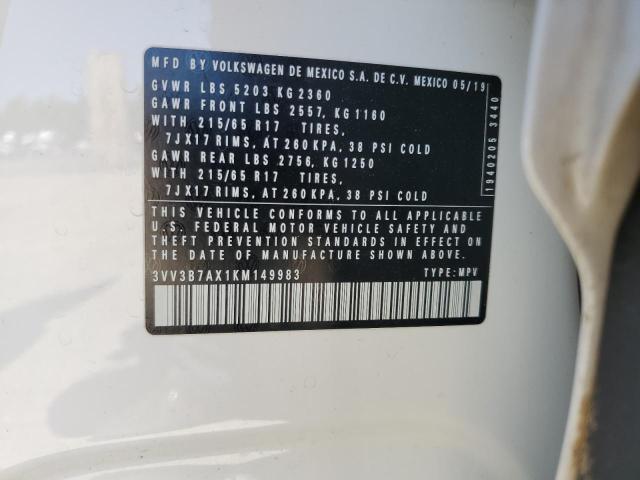 MFD BY VOLKSWAGEN DE MEXICO S.A. DE C.V. MEXICO 05/19
GVWR LBS 5203 KG 2360
GAWR FRONT LBS 2557, KG 1160
WITH 215/65 R17 TIRES,
7JX17 RIMS, AT 260 KPA, 38 PSI COLD
GAWR REAR LBS 2756, KG 1250
WITH 215/65 R17 TIRES,
7JX17 RIMS, AT 260 KPA, 38 PSI COLD
THIS VEHICLE CONFORMS TO ALL APPLICABLE
U.S. FEDERAL MOTOR VEHICLE SAFETY AND
THEFT PREVENTION STANDARDS IN EFFECT ON
THE DATE OF MANUFACTURE SHOWN ABOVE.
3VV3B7AX1KM149983 TYPE: MPV
1940205 3440